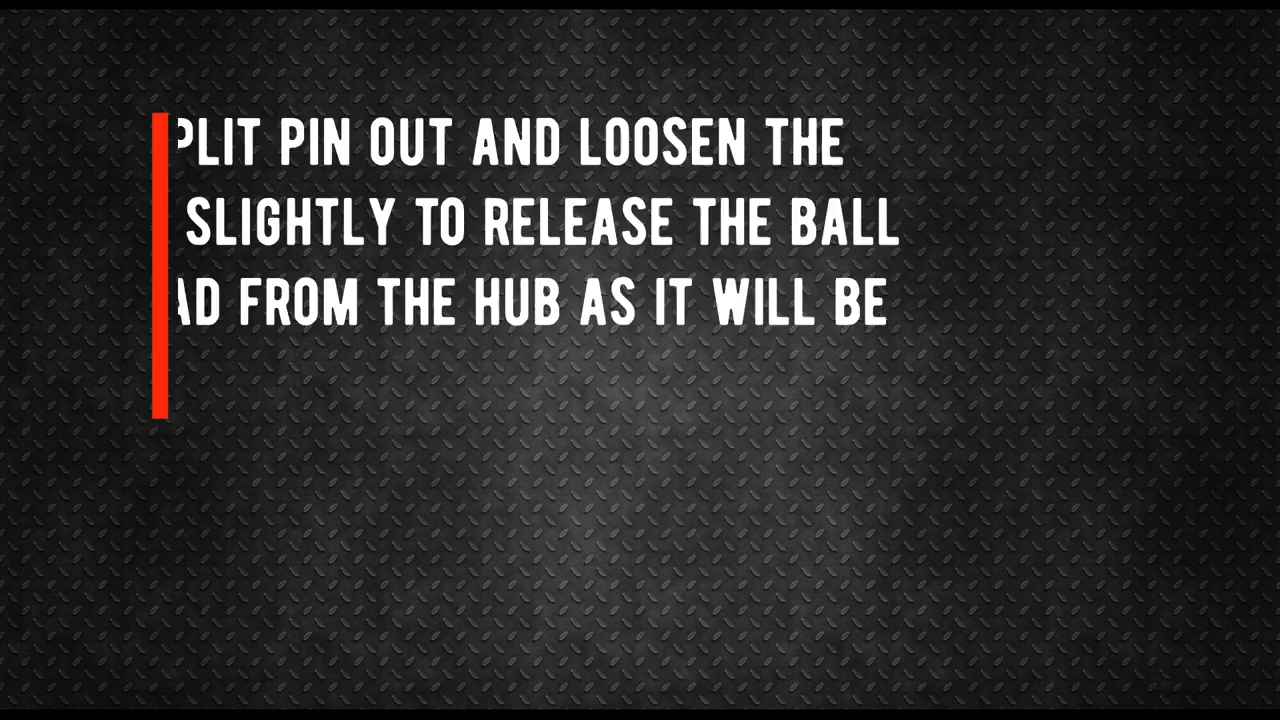 PLIT PIN OUT AND LOOSEN THE
SLIGHTLY TO RELEASE THE BALL
AD FROM THE HUB AS IT WILL BE